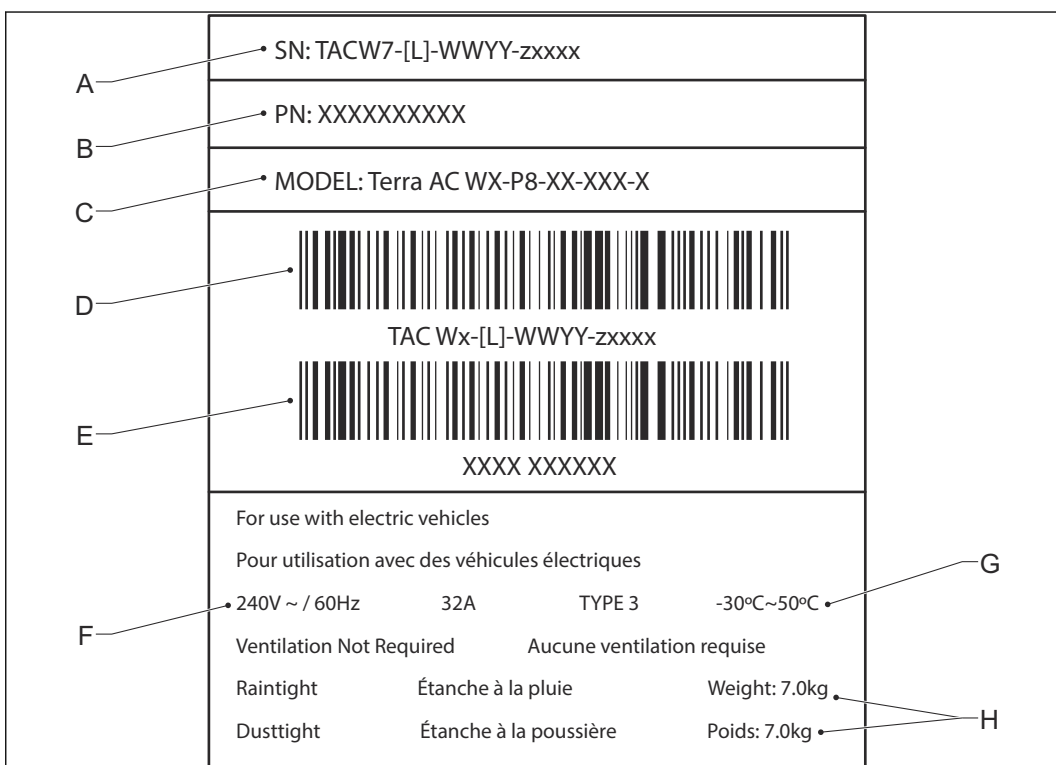 A
SN: TACW7-[L]-WWYY-zxxxx
B
PN: XXXXXXXXXX
C
MODEL: Terra AC WX-P8-XX-XXX-X
D
TAC Wx-[L]-WWYY-zxxxx
E
XXXX XXXXXX
For use with electric vehicles
Pour utilisation avec des véhicules électriques
G
F
240V ~ / 60Hz 32A TYPE 3 -30ºC~50ºC
Ventilation Not Required Aucune ventilation requise
Raintight Étanche à la pluie Weight: 7.0kg
H
Dusttight Étanche à la poussière Poids: 7.0kg